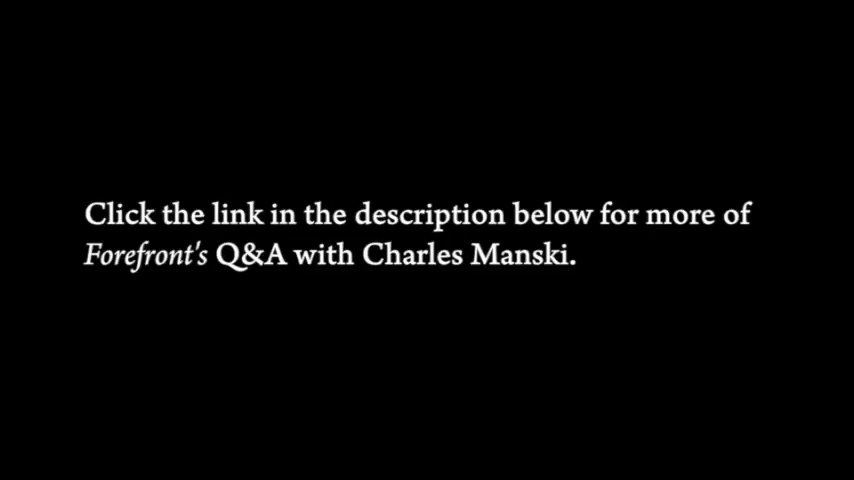 Click the link in the description below for more of
Forefront's Q&A with Charles Manski.